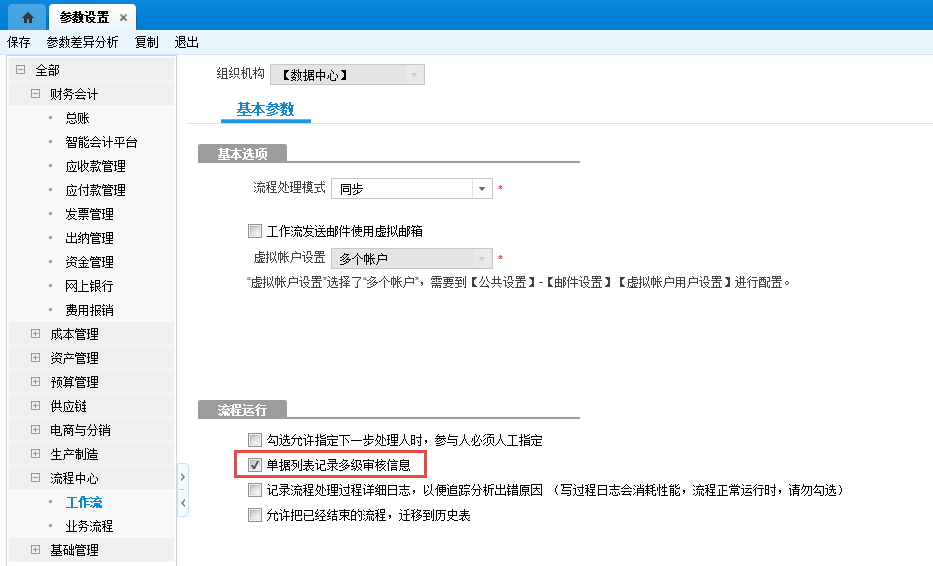 参数设置
保存 参数差异分析 复制 退出
全部
财务会计
总账
智能会计平台
应收款管理
应付款管理
发票管理
出纳管理
资金管理
网上银行
费用报销
成本管理
资产管理
预算管理
供应链
电商与分销
生产制造
流程中心
工作流
业务流程
基础管理
组织机构 【数据中心】
基本参数
基本选项
流程处理模式 同步 *
工作流发送邮件使用虚拟邮箱
虚拟帐户设置 多个帐户 *
“虚拟帐户设置”选择了“多个帐户”，需要到【公共设置】-【邮件设置】【虚拟帐户用户设置】进行配置。
流程运行
勾选允许指定下一步处理人时，参与人必须人工指定
单据列表记录多级审核信息
记录流程处理过程详细日志，以便追踪分析出错原因 （写过程日志会消耗性能，流程正常运行时，请勿勾选）
允许把已经结束的流程，迁移到历史表